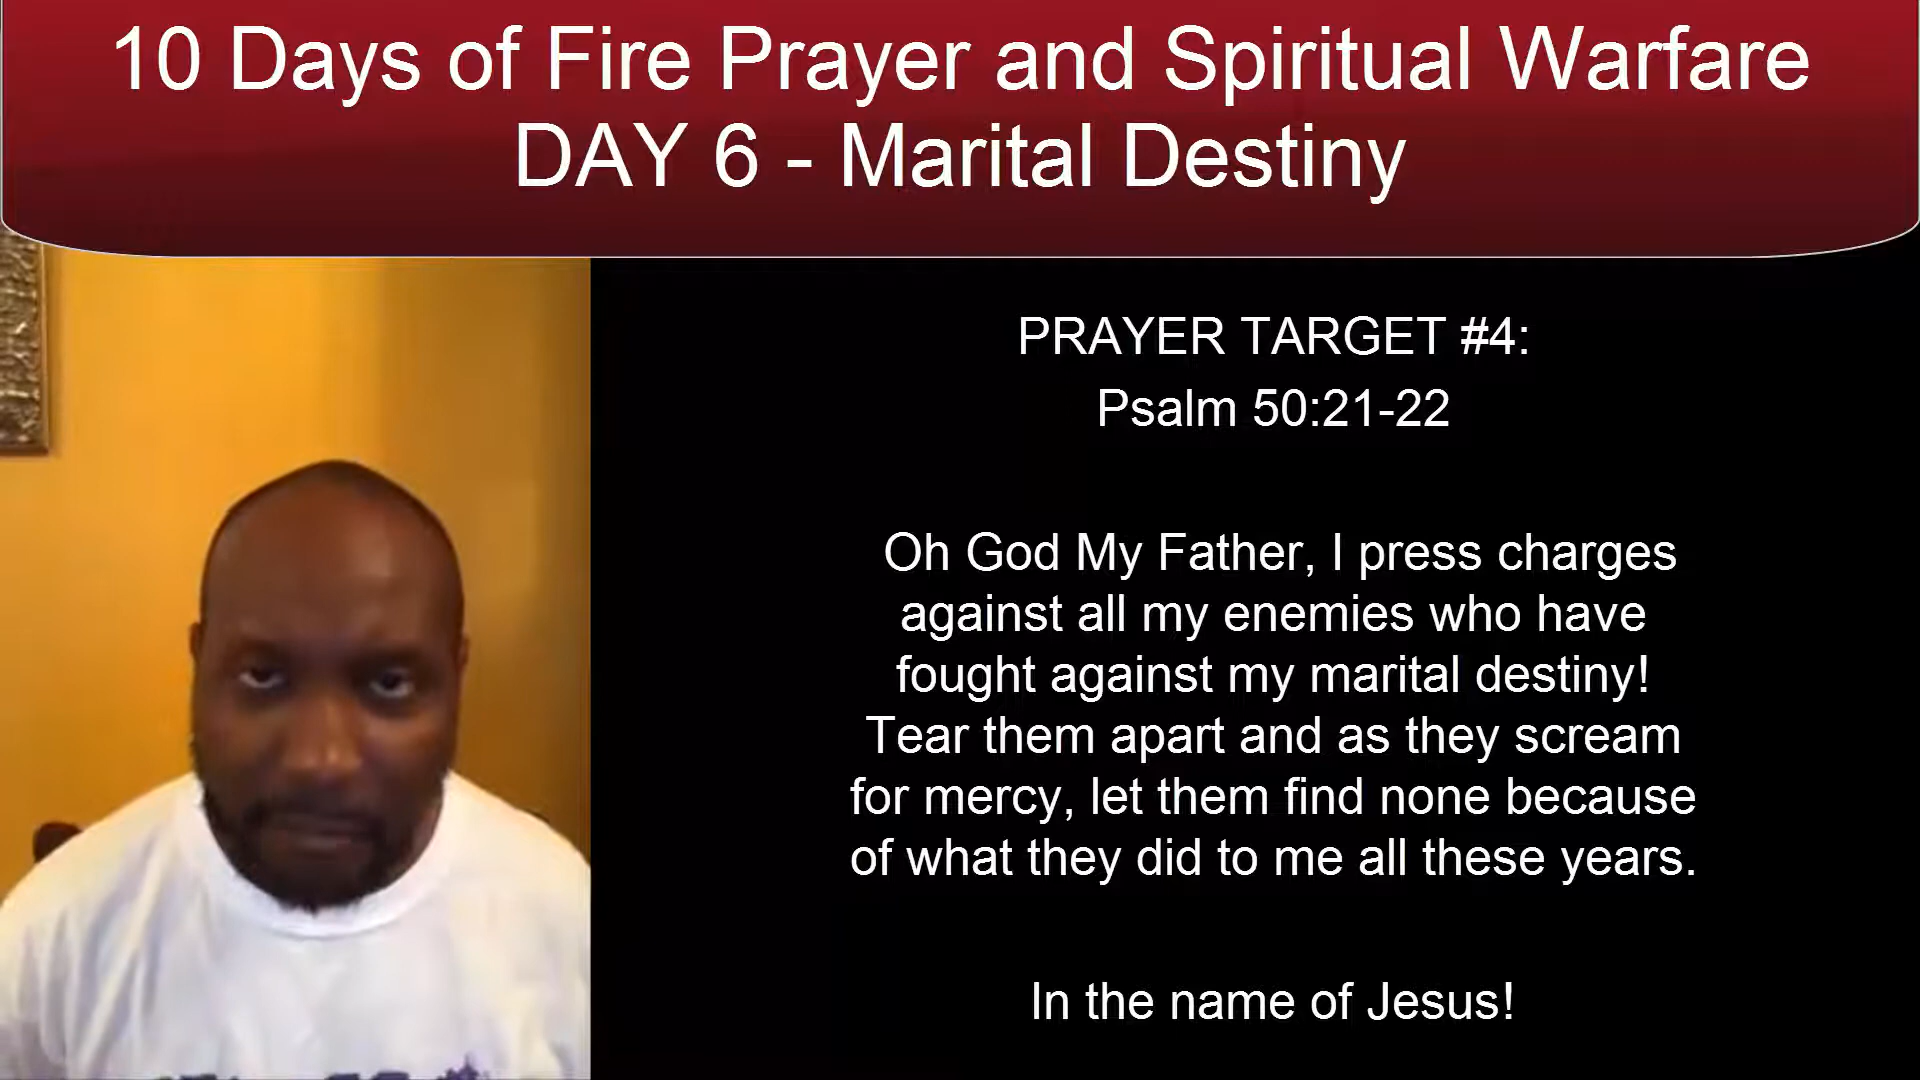 10 Days of Fire Prayer and Spiritual Warfare
DAY 6 - Marital Destiny
PRAYER TARGET #4:
Psalm 50:21-22
Oh God My Father, I press charges
against all my enemies who have
fought against my marital destiny!
Tear them apart and as they scream
for mercy, let them find none because
of what they did to me all these years.
In the name of Jesus!